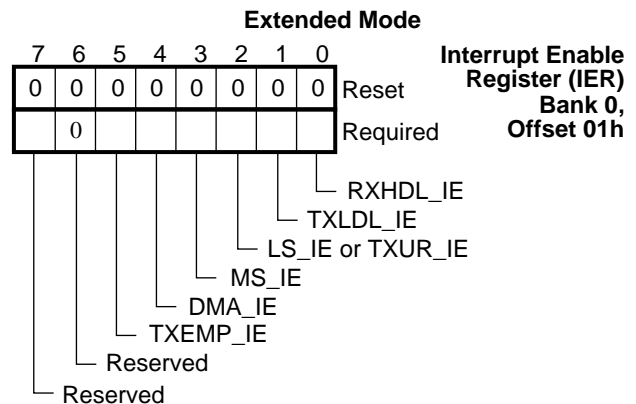 Extended Mode
7 6 5 4 3 2 1 0
Interrupt Enable
Register (IER)
Bank 0,
Offset 01h
0 0 0 0 0 0 0 0 Reset
0 Required
RXHDL_IE
TXLDL_IE
LS_IE or TXUR_IE
MS_IE
DMA_IE
TXEMP_IE
Reserved
Reserved